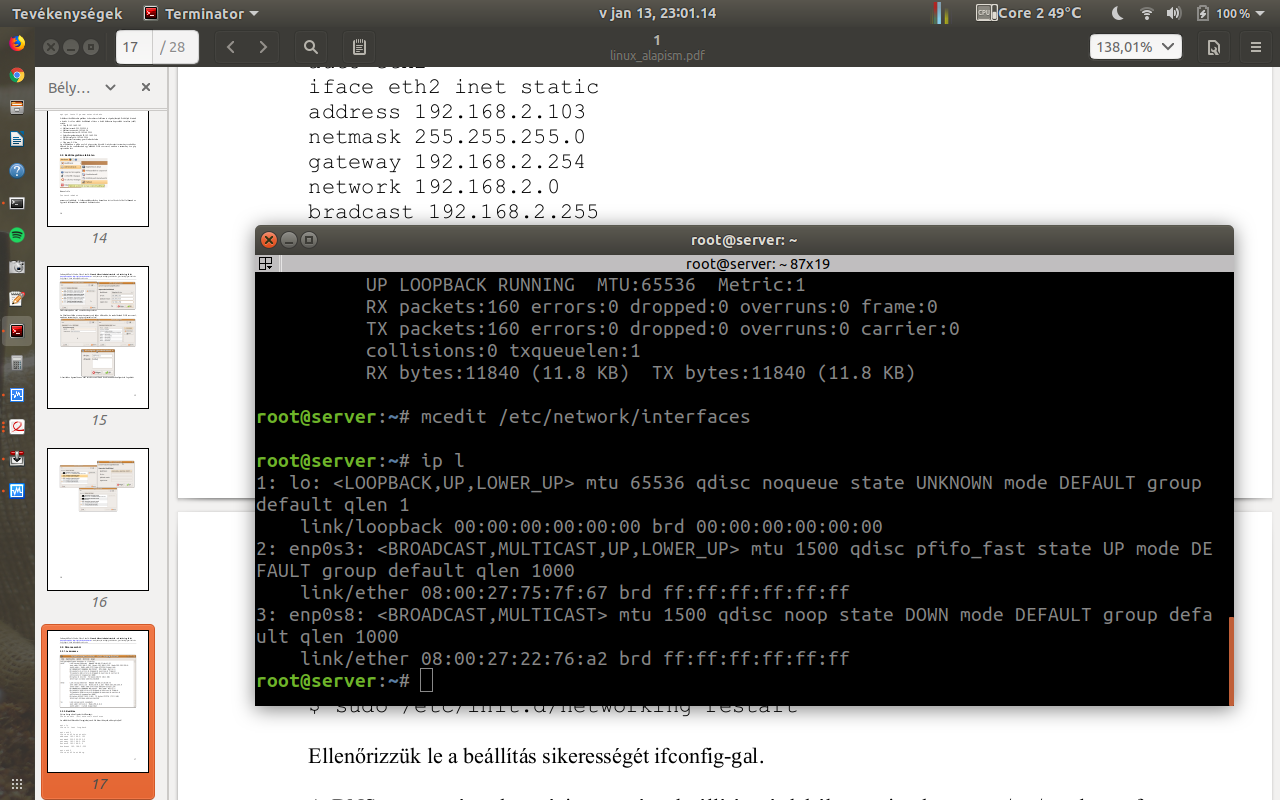 Tevékenységek
Terminator
v jan 13, 23:01.14
CPU
Core 2 49°C
100 %
17 / 28
1
linux_alapism.pdf
138,01%
Bély…
iface eth2 inet static
address 192.168.2.103
netmask 255.255.255.0
gateway 192.168.2.254
network 192.168.2.0
bradcast 192.168.2.255
14
15
16
17
root@server: ~
root@server: ~ 87x19
UP LOOPBACK RUNNING  MTU:65536  Metric:1
RX packets:160 errors:0 dropped:0 overruns:0 frame:0
TX packets:160 errors:0 dropped:0 overruns:0 carrier:0
collisions:0 txqueuelen:1
RX bytes:11840 (11.8 KB)  TX bytes:11840 (11.8 KB)
root@server:~# mcedit /etc/network/interfaces
root@server:~# ip l
1: lo: <LOOPBACK,UP,LOWER_UP> mtu 65536 qdisc noqueue state UNKNOWN mode DEFAULT group
default qlen 1
link/loopback 00:00:00:00:00:00 brd 00:00:00:00:00:00
2: enp0s3: <BROADCAST,MULTICAST,UP,LOWER_UP> mtu 1500 qdisc pfifo_fast state UP mode DE
FAULT group default qlen 1000
link/ether 08:00:27:75:7f:67 brd ff:ff:ff:ff:ff:ff
3: enp0s8: <BROADCAST,MULTICAST> mtu 1500 qdisc noop state DOWN mode DEFAULT group defa
ult qlen 1000
link/ether 08:00:27:22:76:a2 brd ff:ff:ff:ff:ff:ff
root@server:~#
$ sudo /etc/init.d/networking restart
Ellenőrizzük le a beállítás sikerességét ifconfig-gal.